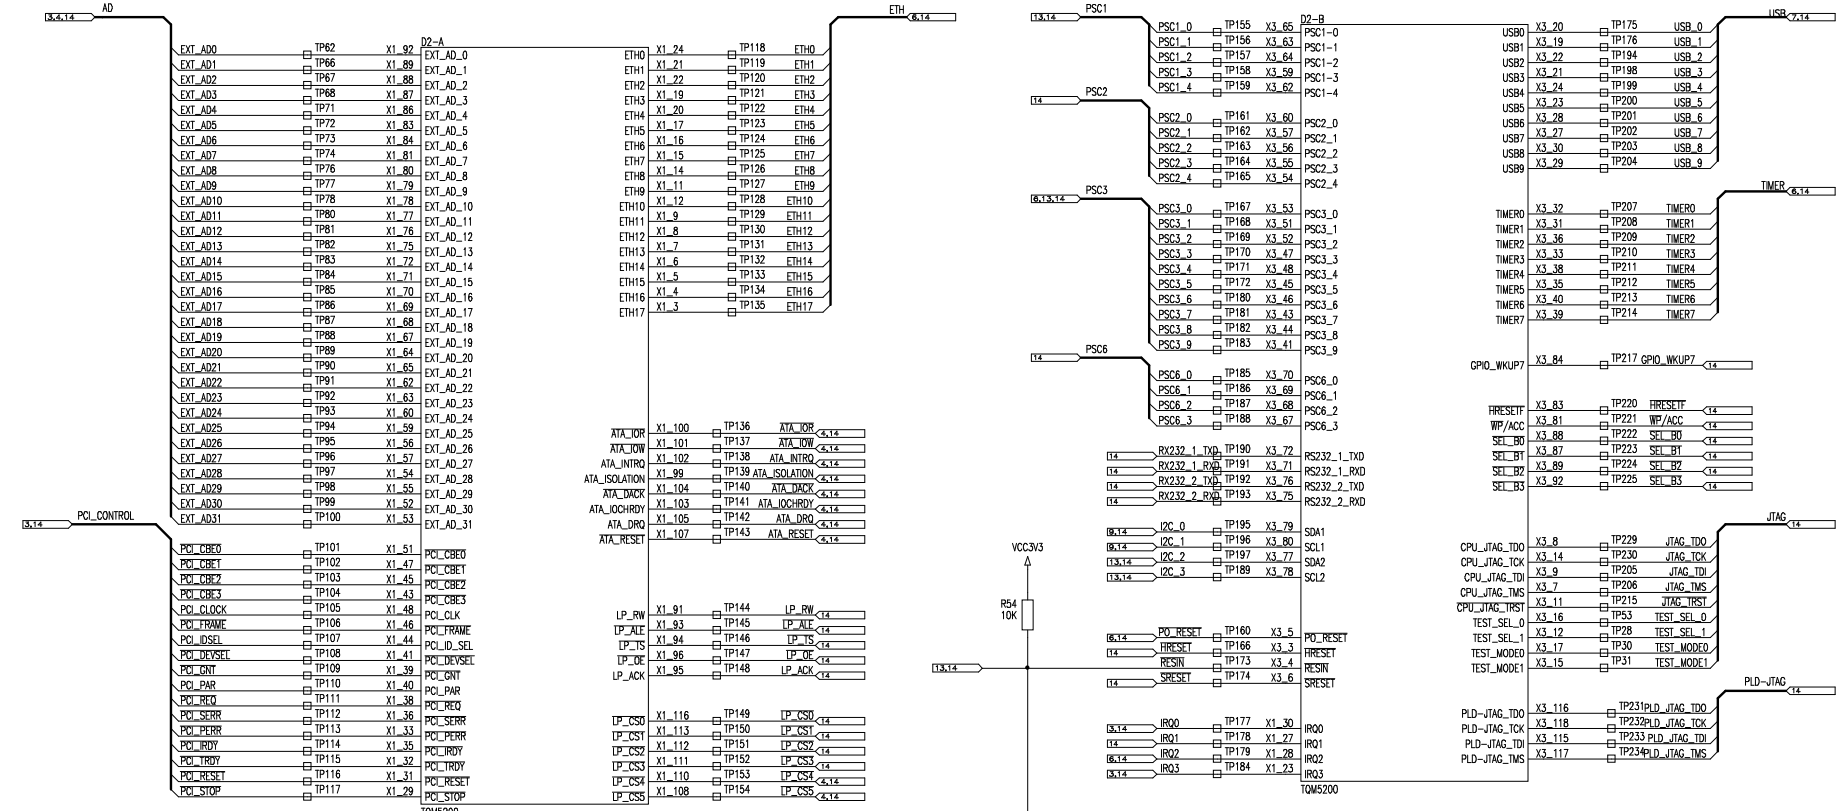 3,4,14 AD
EXT_AD0 TP62 X1_92 EXT_AD_0
EXT_AD1 TP66 X1_89 EXT_AD_1
EXT_AD2 TP67 X1_88 EXT_AD_2
EXT_AD3 TP68 X1_87 EXT_AD_3
EXT_AD4 TP71 X1_86 EXT_AD_4
EXT_AD5 TP72 X1_83 EXT_AD_5
EXT_AD6 TP73 X1_84 EXT_AD_6
EXT_AD7 TP74 X1_81 EXT_AD_7
EXT_AD8 TP76 X1_80 EXT_AD_8
EXT_AD9 TP77 X1_79 EXT_AD_9
EXT_AD10 TP78 X1_78 EXT_AD_10
EXT_AD11 TP80 X1_77 EXT_AD_11
EXT_AD12 TP81 X1_76 EXT_AD_12
EXT_AD13 TP82 X1_75 EXT_AD_13
EXT_AD14 TP83 X1_72 EXT_AD_14
EXT_AD15 TP84 X1_71 EXT_AD_15
EXT_AD16 TP85 X1_70 EXT_AD_16
EXT_AD17 TP86 X1_69 EXT_AD_17
EXT_AD18 TP87 X1_68 EXT_AD_18
EXT_AD19 TP88 X1_67 EXT_AD_19
EXT_AD20 TP89 X1_64 EXT_AD_20
EXT_AD21 TP90 X1_65 EXT_AD_21
EXT_AD22 TP91 X1_62 EXT_AD_22
EXT_AD23 TP92 X1_63 EXT_AD_23
EXT_AD24 TP93 X1_60 EXT_AD_24
EXT_AD25 TP94 X1_59 EXT_AD_25
EXT_AD26 TP95 X1_56 EXT_AD_26
EXT_AD27 TP96 X1_57 EXT_AD_27
EXT_AD28 TP97 X1_54 EXT_AD_28
EXT_AD29 TP98 X1_55 EXT_AD_29
EXT_AD30 TP99 X1_52 EXT_AD_30
EXT_AD31 TP100 X1_53 EXT_AD_31
3,14 PCI_CONTROL
PCI_CBE0 TP101 X1_51 PCI_CBE0
PCI_CBE1 TP102 X1_47 PCI_CBE1
PCI_CBE2 TP103 X1_45 PCI_CBE2
PCI_CBE3 TP104 X1_43 PCI_CBE3
PCI_CLOCK TP105 X1_48 PCI_CLK
PCI_FRAME TP106 X1_46 PCI_FRAME
PCI_IDSEL TP107 X1_44 PCI_ID_SEL
PCI_DEVSEL TP108 X1_41 PCI_DEVSEL
PCI_GNT TP109 X1_39 PCI_GNT
PCI_PAR TP110 X1_40 PCI_PAR
PCI_REQ TP111 X1_38 PCI_REQ
PCI_SERR TP112 X1_36 PCI_SERR
PCI_PERR TP113 X1_33 PCI_PERR
PCI_IRDY TP114 X1_35 PCI_IRDY
PCI_TRDY TP115 X1_32 PCI_TRDY
PCI_RESET TP116 X1_31 PCI_RESET
PCI_STOP TP117 X1_29 PCI_STOP
D2-A
ETH 6,14
ETH0 X1_24 TP118 ETH0
ETH1 X1_21 TP119 ETH1
ETH2 X1_22 TP120 ETH2
ETH3 X1_19 TP121 ETH3
ETH4 X1_20 TP122 ETH4
ETH5 X1_17 TP123 ETH5
ETH6 X1_16 TP124 ETH6
ETH7 X1_15 TP125 ETH7
ETH8 X1_14 TP126 ETH8
ETH9 X1_11 TP127 ETH9
ETH10 X1_12 TP128 ETH10
ETH11 X1_9 TP129 ETH11
ETH12 X1_8 TP130 ETH12
ETH13 X1_7 TP131 ETH13
ETH14 X1_6 TP132 ETH14
ETH15 X1_5 TP133 ETH15
ETH16 X1_4 TP134 ETH16
ETH17 X1_3 TP135 ETH17
ATA_IOR X1_100 TP136 ATA_IOR 4,14
ATA_IOW X1_101 TP137 ATA_IOW 4,14
ATA_INTRQ X1_102 TP138 ATA_INTRQ 4,14
ATA_ISOLATION X1_99 TP139 ATA_ISOLATION 4,14
ATA_DACK X1_104 TP140 ATA_DACK 4,14
ATA_IOCHRDY X1_103 TP141 ATA_IOCHRDY 4,14
ATA_DRQ X1_105 TP142 ATA_DRQ 4,14
ATA_RESET X1_107 TP143 ATA_RESET 4,14
LP_RW X1_91 TP144 LP_RW 14
LP_ALE X1_93 TP145 LP_ALE 14
LP_TS X1_94 TP146 LP_TS 14
LP_OE X1_96 TP147 LP_OE 14
LP_ACK X1_95 TP148 LP_ACK 14
LP_CS0 X1_116 TP149 LP_CS0 14
LP_CS1 X1_113 TP150 LP_CS1 14
LP_CS2 X1_112 TP151 LP_CS2 14
LP_CS3 X1_111 TP152 LP_CS3 14
LP_CS4 X1_110 TP153 LP_CS4 4,14
LP_CS5 X1_108 TP154 LP_CS5 4,14
TQM5200
13,14 PSC1
D2-B
PSC1_0 TP155 X3_65 PSC1-0
PSC1_1 TP156 X3_63 PSC1-1
PSC1_2 TP157 X3_64 PSC1-2
PSC1_3 TP158 X3_59 PSC1-3
PSC1_4 TP159 X3_62 PSC1-4
14 PSC2
PSC2_0 TP161 X3_60 PSC2_0
PSC2_1 TP162 X3_57 PSC2_1
PSC2_2 TP163 X3_56 PSC2_2
PSC2_3 TP164 X3_55 PSC2_3
PSC2_4 TP165 X3_54 PSC2_4
6,13,14 PSC3
PSC3_0 TP167 X3_53 PSC3_0
PSC3_1 TP168 X3_51 PSC3_1
PSC3_2 TP169 X3_52 PSC3_2
PSC3_3 TP170 X3_47 PSC3_3
PSC3_4 TP171 X3_48 PSC3_4
PSC3_5 TP172 X3_45 PSC3_5
PSC3_6 TP180 X3_46 PSC3_6
PSC3_7 TP181 X3_43 PSC3_7
PSC3_8 TP182 X3_44 PSC3_8
PSC3_9 TP183 X3_41 PSC3_9
14 PSC6
PSC6_0 TP185 X3_70 PSC6_0
PSC6_1 TP186 X3_69 PSC6_1
PSC6_2 TP187 X3_68 PSC6_2
PSC6_3 TP188 X3_67 PSC6_3
14 RX232_1_TXD TP190 X3_72 RS232_1_TXD
14 RX232_1_RXD TP191 X3_71 RS232_1_RXD
14 RX232_2_TXD TP192 X3_76 RS232_2_TXD
14 RX232_2_RXD TP193 X3_75 RS232_2_RXD
9,14 I2C_0 TP195 X3_79 SDA1
9,14 I2C_1 TP196 X3_80 SCL1
13,14 I2C_2 TP197 X3_77 SDA2
13,14 I2C_3 TP189 X3_78 SCL2
VCC3V3
R54
10K
6,14 PO_RESET TP160 X3_5 PO_RESET
14 HRESET TP166 X3_3 HRESET
13,14 RESIN TP173 X3_4 RESIN
14 SRESET TP174 X3_6 SRESET
3,14 IRQ0 TP177 X1_30 IRQ0
14 IRQ1 TP178 X1_27 IRQ1
6,14 IRQ2 TP179 X1_28 IRQ2
3,14 IRQ3 TP184 X1_23 IRQ3
TQM5200
USB 7,14
USB0 X3_20 TP175 USB_0
USB1 X3_19 TP176 USB_1
USB2 X3_22 TP194 USB_2
USB3 X3_21 TP198 USB_3
USB4 X3_24 TP199 USB_4
USB5 X3_23 TP200 USB_5
USB6 X3_28 TP201 USB_6
USB7 X3_27 TP202 USB_7
USB8 X3_30 TP203 USB_8
USB9 X3_29 TP204 USB_9
TIMER 6,14
TIMER0 X3_32 TP207 TIMER0
TIMER1 X3_31 TP208 TIMER1
TIMER2 X3_36 TP209 TIMER2
TIMER3 X3_33 TP210 TIMER3
TIMER4 X3_38 TP211 TIMER4
TIMER5 X3_35 TP212 TIMER5
TIMER6 X3_40 TP213 TIMER6
TIMER7 X3_39 TP214 TIMER7
GPIO_WKUP7 X3_84 TP217 GPIO_WKUP7 14
HRESETF X3_83 TP220 HRESETF 14
WP/ACC X3_81 TP221 WP/ACC 14
SEL_B0 X3_88 TP222 SEL_B0 14
SEL_B1 X3_87 TP223 SEL_B1 14
SEL_B2 X3_89 TP224 SEL_B2 14
SEL_B3 X3_92 TP225 SEL_B3 14
JTAG 14
CPU_JTAG_TDO X3_8 TP229 JTAG_TDO
CPU_JTAG_TCK X3_14 TP230 JTAG_TCK
CPU_JTAG_TDI X3_9 TP205 JTAG_TDI
CPU_JTAG_TMS X3_7 TP206 JTAG_TMS
CPU_JTAG_TRST X3_11 TP215 JTAG_TRST
TEST_SEL_0 X3_16 TP53 TEST_SEL_0
TEST_SEL_1 X3_12 TP28 TEST_SEL_1
TEST_MODE0 X3_17 TP30 TEST_MODE0
TEST_MODE1 X3_15 TP31 TEST_MODE1
PLD-JTAG 14
PLD-JTAG_TDO X3_116 TP231 PLD_JTAG_TDO
PLD-JTAG_TCK X3_118 TP232 PLD_JTAG_TCK
PLD-JTAG_TDI X3_115 TP233 PLD_JTAG_TDI
PLD-JTAG_TMS X3_117 TP234 PLD_JTAG_TMS